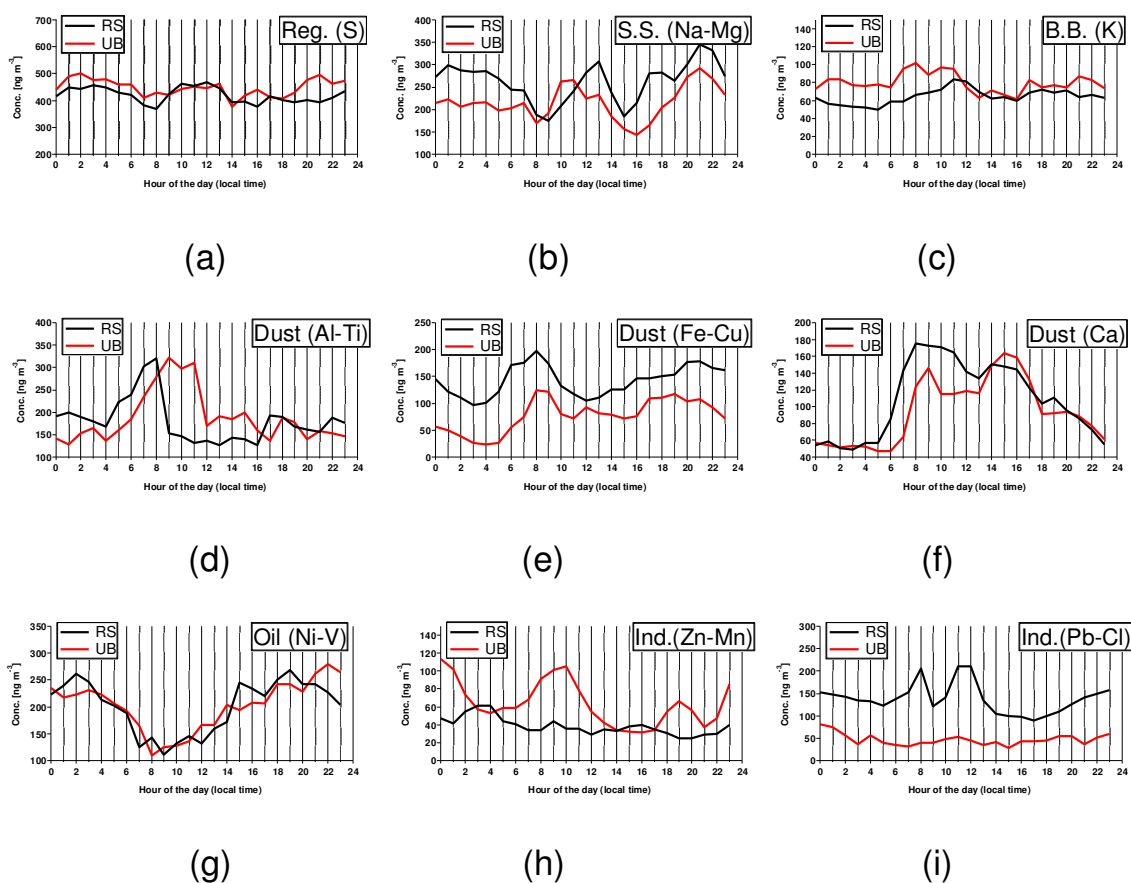 Reg. (S)
RS
UB
Conc. [ng m⁻³]
700
600
500
400
300
200
0 2 4 6 8 10 12 14 16 18 20 22 24
Hour of the day (local time)
(a)
S.S. (Na-Mg)
RS
UB
Conc. [ng m⁻³]
400
350
300
250
200
150
100
0 2 4 6 8 10 12 14 16 18 20 22 24
Hour of the day (local time)
(b)
B.B. (K)
RS
UB
Conc. [ng m⁻³]
140
120
100
80
60
40
20
0
0 2 4 6 8 10 12 14 16 18 20 22 24
Hour of the day (local time)
(c)
Dust (Al-Ti)
RS
UB
Conc. [ng m⁻³]
400
350
300
250
200
150
100
0 2 4 6 8 10 12 14 16 18 20 22 24
Hour of the day (local time)
(d)
Dust (Fe-Cu)
RS
UB
Conc. [ng m⁻³]
250
200
150
100
50
0
0 2 4 6 8 10 12 14 16 18 20 22 24
Hour of the day (local time)
(e)
Dust (Ca)
RS
UB
Conc. [ng m⁻³]
200
180
160
140
120
100
80
60
40
0 2 4 6 8 10 12 14 16 18 20 22 24
Hour of the day (local time)
(f)
Oil (Ni-V)
RS
UB
Conc. [ng m⁻³]
350
300
250
200
150
100
0 2 4 6 8 10 12 14 16 18 20 22 24
Hour of the day (local time)
(g)
Ind.(Zn-Mn)
RS
UB
Conc. [ng m⁻³]
140
120
100
80
60
40
20
0
0 2 4 6 8 10 12 14 16 18 20 22 24
Hour of the day (local time)
(h)
Ind.(Pb-Cl)
RS
UB
Conc. [ng m⁻³]
300
250
200
150
100
50
0
0 2 4 6 8 10 12 14 16 18 20 22 24
Hour of the day (local time)
(i)